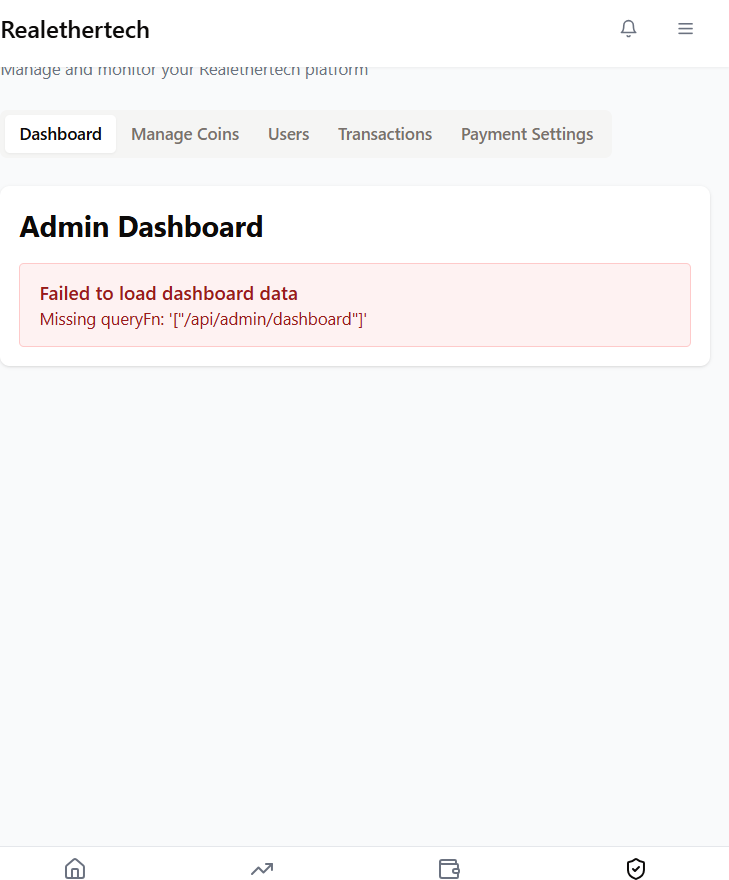 Realethertech
Manage and monitor your Realethertech platform
Dashboard Manage Coins Users Transactions Payment Settings
Admin Dashboard
Failed to load dashboard data
Missing queryFn: '["/api/admin/dashboard"]'